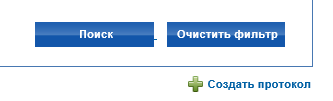 Поиск Очистить фильтр
Создать протокол